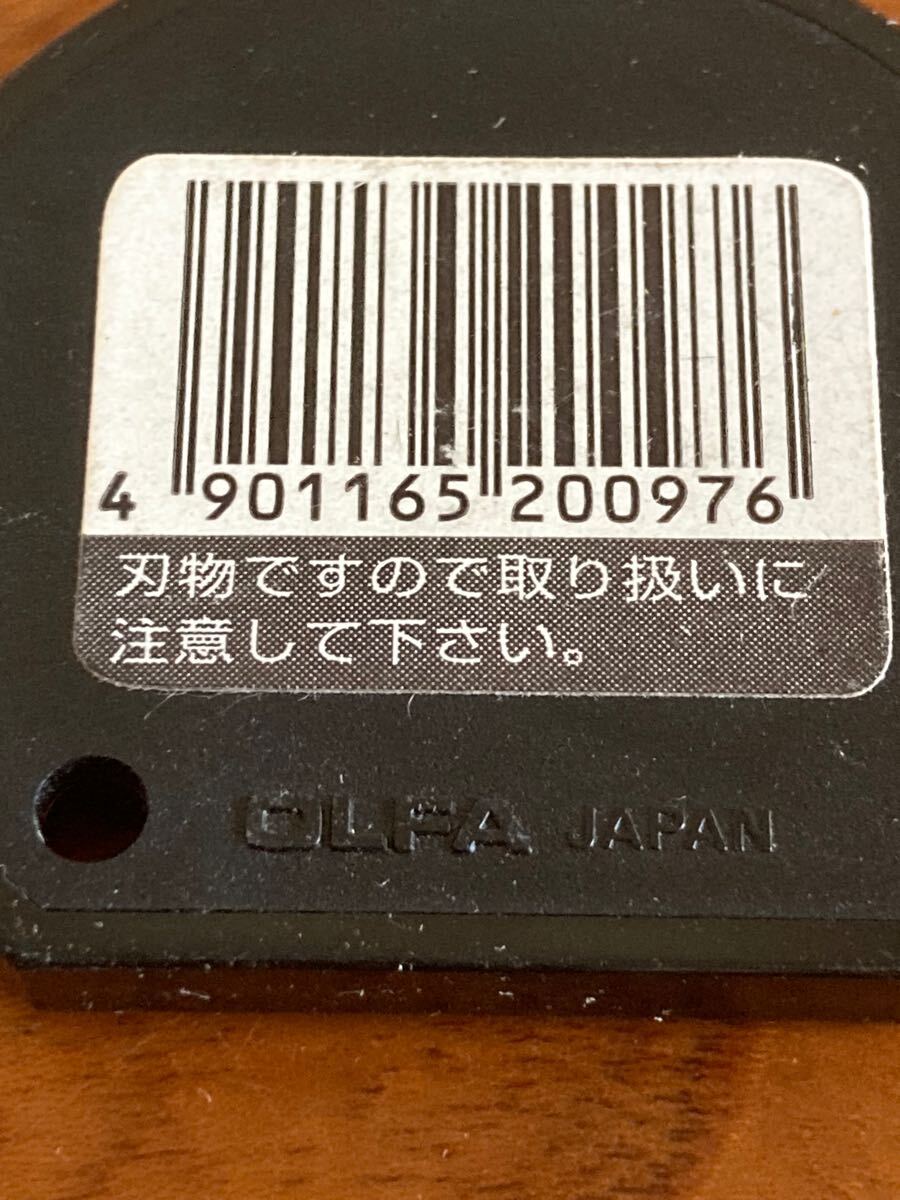 4 901165 200976
刃物ですので取り扱いに
注意して下さい。
OLFA JAPAN